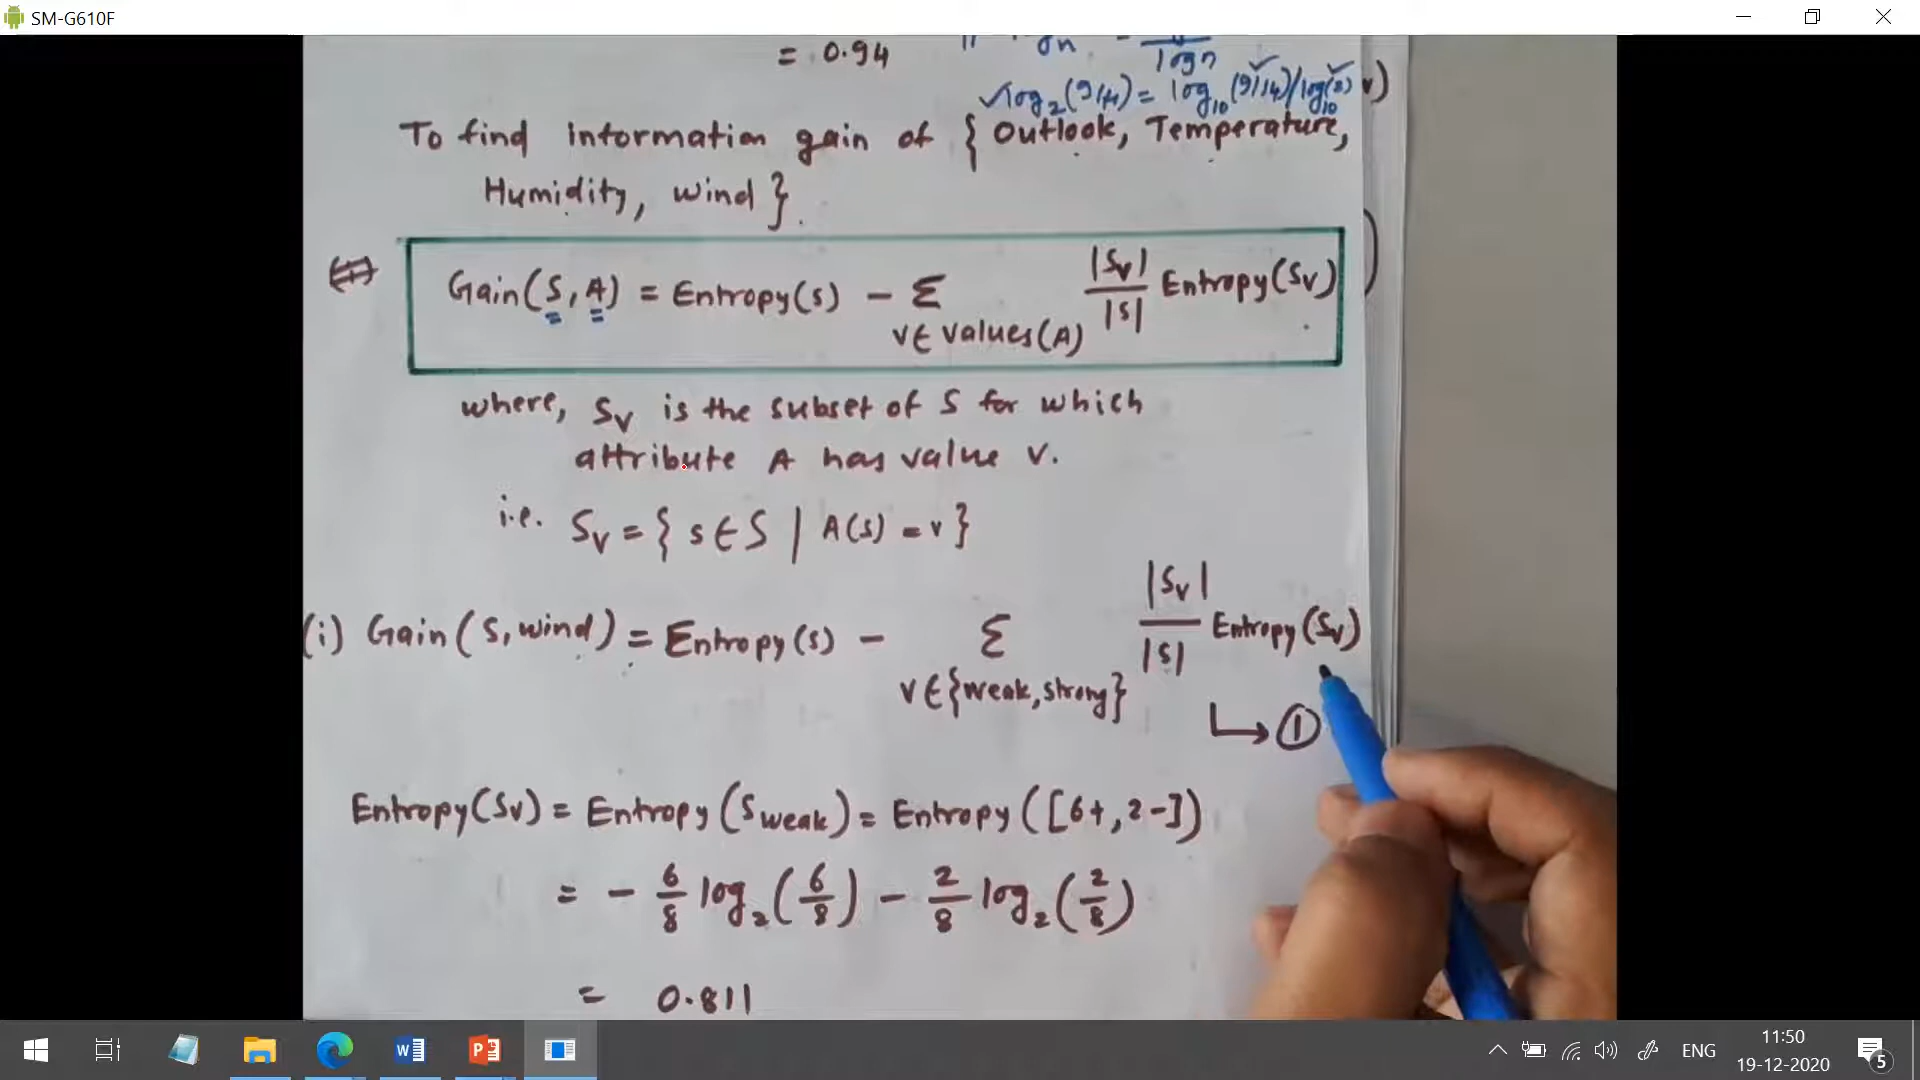 SM-G610F
= 0.94
log n
✓log₂(9/14) = log₁₀(9/14)/log₁₀(2)
To find information gain of { Outlook, Temperature,
Humidity, Wind }.
Gain(S, A) = Entropy(S) - Σ v∈ Values(A) |Sv|/|S| Entropy(Sv)
where, Sv is the subset of S for which
attribute A has value v.
i.e. Sv = { s ∈ S | A(s) = v }
(i) Gain(S, wind) = Entropy(S) - Σ v∈{weak, strong} |Sv|/|S| Entropy(Sv)
↳ ①
Entropy(Sv) = Entropy(Sweak) = Entropy([6+, 2-])
= - 6/8 log₂(6/8) - 2/8 log₂(2/8)
= 0.811
ENG
11:50
19-12-2020
5